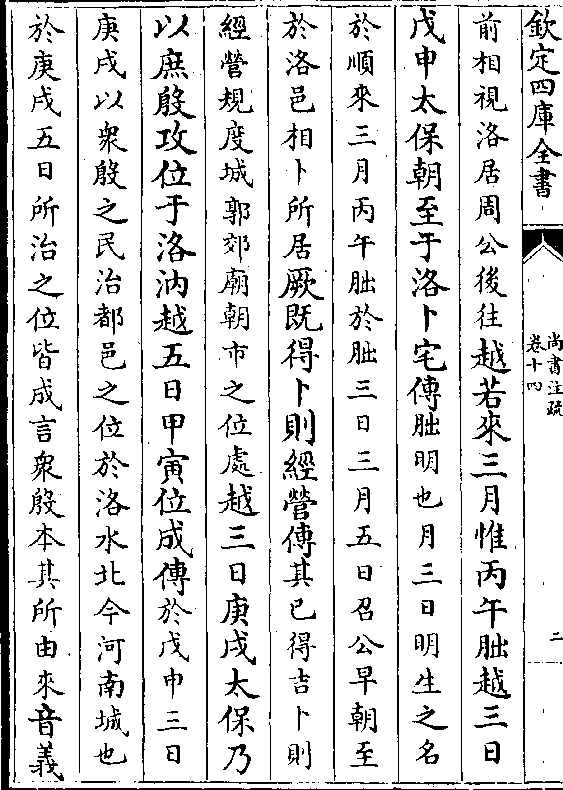 欽定四庫全書
尚書注疏
卷十四
二
前相視洛居周公後往越若來三月惟丙午朏越三日
戊申太保朝至于洛卜宅傳朏明也月三日明生之名
於順來三月丙午朏於朏三日三月五日召公早朝至
於洛邑相卜所居厥既得卜則經營傳其已得吉卜則
經營規度城郭郊廟朝市之位處越三日庚戌太保乃
以庶殷攻位于洛汭越五日甲寅位成傳於戊申三日
庚戌以衆殷之民治都邑之位於洛水北今河南城也
於庚戌五日所治之位皆成言衆殷本其所由來音義